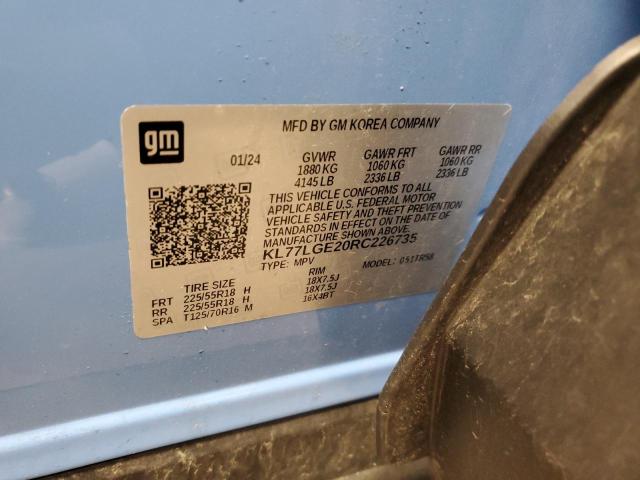 gm
MFD BY GM KOREA COMPANY
01/24 GVWR GAWR FRT GAWR RR
1880 KG 1060 KG 1060 KG
4145 LB 2336 LB 2336 LB
THIS VEHICLE CONFORMS TO ALL
APPLICABLE U.S. FEDERAL MOTOR
VEHICLE SAFETY AND THEFT PREVENTION
STANDARDS IN EFFECT ON THE DATE OF
MANUFACTURE SHOWN ABOVE.
KL77LGE20RC226735
TYPE: MPV MODEL: 051TR58
TIRE SIZE RIM
FRT 225/55R18 H 18X7.5J
RR 225/55R18 H 18X7.5J
SPA T125/70R16 M 16X4BT